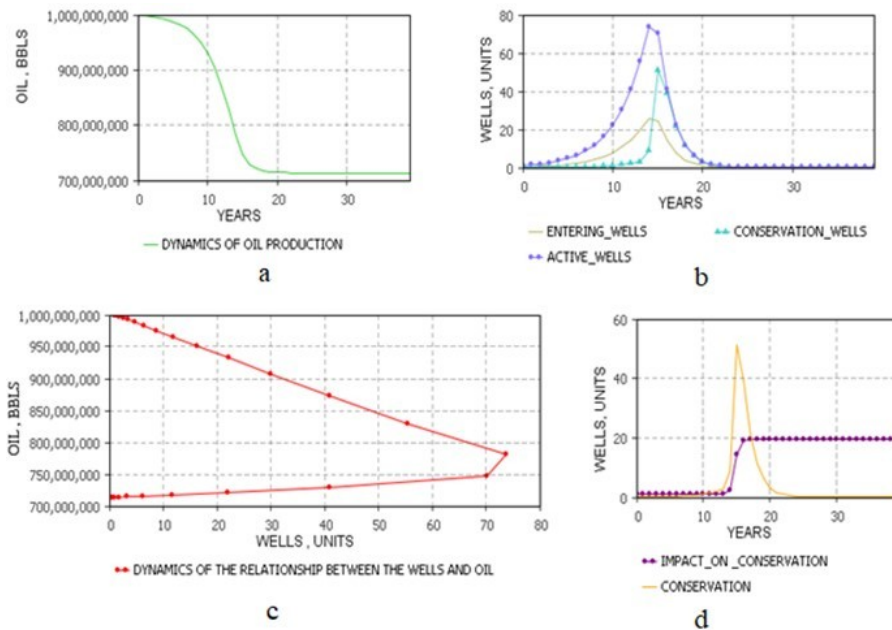 a
OIL , BBLS
1,000,000,000
900,000,000
800,000,000
700,000,000
0 10 20 30
YEARS
DYNAMICS OF OIL PRODUCTION
a
WELLS, UNITS
80
60
40
20
0
0 10 20 30
YEARS
ENTERING_WELLS CONSERVATION_WELLS
ACTIVE_WELLS
b
OIL, BBLS
1,000,000,000
950,000,000
900,000,000
850,000,000
800,000,000
750,000,000
700,000,000
0 10 20 30 40 50 60 70 80
WELLS , UNITS
DYNAMICS OF THE RELATIONSHIP BETWEEN THE WELLS AND OIL
c
WELLS, UNITS
60
40
20
0
0 10 20 30
YEARS
IMPACT_ON _CONSERVATION
CONSERVATION
d